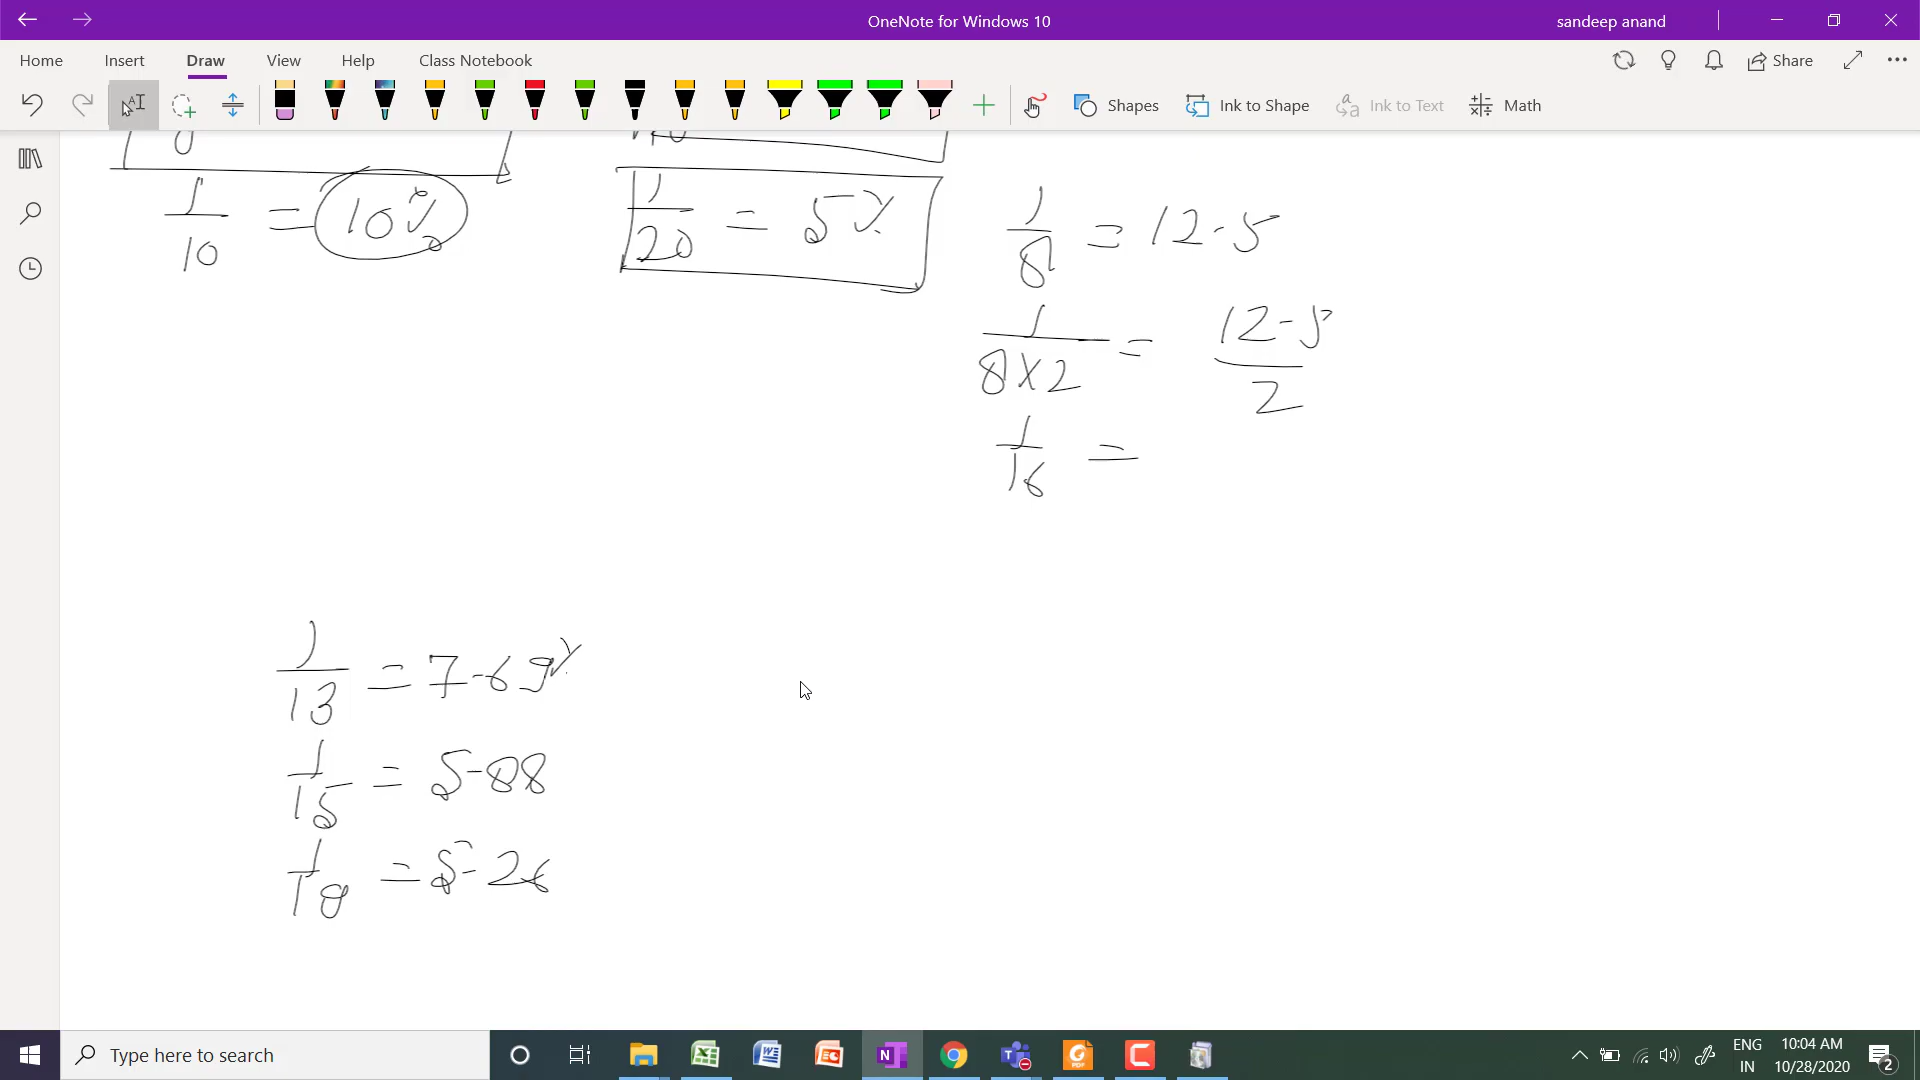 OneNote for Windows 10
sandeep anand
Home Insert Draw View Help Class Notebook
Share
Shapes Ink to Shape Ink to Text Math
1/10 = 10%
1/20 = 5%
1/8 = 12.5
1/(8×2) = 12.5/2
1/16 =
1/13 = 7.69%
1/15 = 5.88
1/19 = 5.26
Type here to search
ENG
IN
10:04 AM
10/28/2020
2